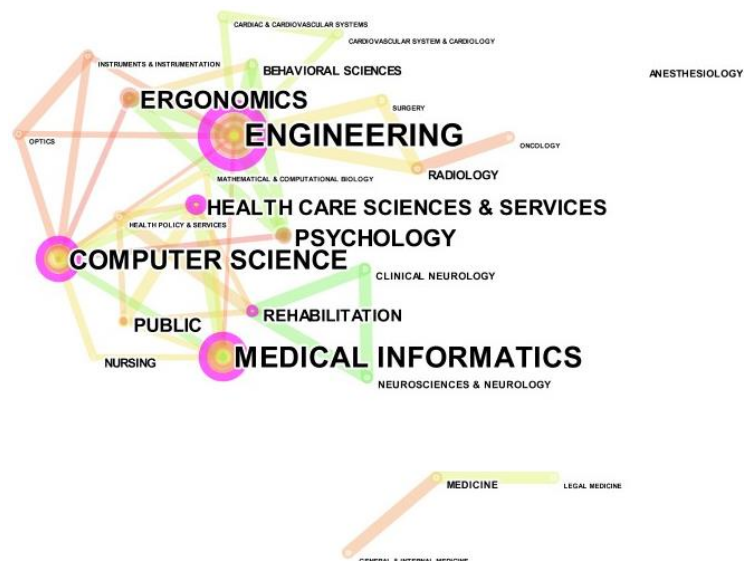 CARDIAC & CARDIOVASCULAR SYSTEMS
CARDIOVASCULAR SYSTEM & CARDIOLOGY
INSTRUMENTS & INSTRUMENTATION
BEHAVIORAL SCIENCES
ANESTHESIOLOGY
ERGONOMICS
SURGERY
ENGINEERING
OPTICS
ONCOLOGY
MATHEMATICAL & COMPUTATIONAL BIOLOGY
RADIOLOGY
HEALTH CARE SCIENCES & SERVICES
HEALTH POLICY & SERVICES
PSYCHOLOGY
COMPUTER SCIENCE
CLINICAL NEUROLOGY
REHABILITATION
PUBLIC
MEDICAL INFORMATICS
NURSING
NEUROSCIENCES & NEUROLOGY
MEDICINE
LEGAL MEDICINE
GENERAL & INTERNAL MEDICINE